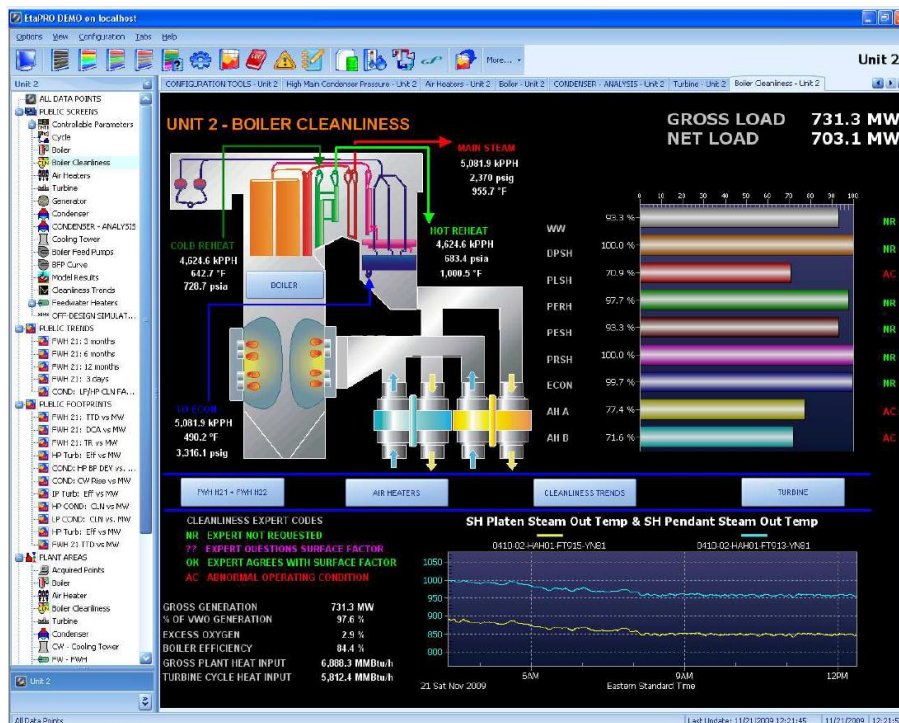 EtaPRO DEMO on localhost
Options View Configuration Tabs Help
More...
Unit 2
Unit 2
CONFIGURATION TOOLS - Unit 2
High Main Condenser Pressure - Unit 2
Air Heaters - Unit 2
Boiler - Unit 2
CONDENSER - ANALYSIS - Unit 2
Turbine - Unit 2
Boiler Cleanliness - Unit 2
ALL DATA POINTS
PUBLIC SCREENS
Controllable Parameters
Cycle
Boiler
Boiler Cleanliness
Air Heaters
Turbine
Generator
Condenser
CONDENSER - ANALYSIS
Cooling Tower
Boiler Feed Pumps
BFP Curve
Model Results
Cleanliness Trends
Feedwater Heaters
OFF-DESIGN SIMULAT...
PUBLIC TRENDS
FWH 21: 3 months
FWH 21: 6 months
FWH 21: 12 months
FWH 21: 3 days
COND: LP/HP CLN FA...
PUBLIC FOOTPRINTS
FWH 21: TTD vs MW
FWH 21: DCA vs MW
FWH 21: TR vs MW
HP Turb: Eff vs MW
COND: HP BP DEV vs. ...
COND: CW Rise vs MW
IP Turb: Eff vs MW
HP COND: CLN vs MW
LP COND: CLN vs. MW
HP Turb: Eff vs MW
FWH 21 TTD vs MW
PLANT AREAS
Acquired Points
Boiler
Air Heater
Boiler Cleanliness
Turbine
Condenser
CW - Cooling Tower
FW - FWH
Unit 2
UNIT 2 - BOILER CLEANLINESS
GROSS LOAD 731.3 MW
NET LOAD 703.1 MW
MAIN STEAM
5,081.9 kPPH
2,370 psig
955.7 °F
COLD REHEAT
4,624.6 kPPH
642.7 °F
728.7 psia
HOT REHEAT
4,624.6 kPPH
683.4 psia
1,000.5 °F
BOILER
TO ECON
5,081.9 kPPH
490.2 °F
3,316.1 psig
0 10 20 30 40 50 60 70 80 90 100
WW 93.3 % NR
DPSH 100.0 % NR
PLSH 70.9 % AC
PERH 97.7 % NR
PESH 93.3 % NR
PRSH 100.0 % NR
ECON 99.7 % NR
AH A 77.4 % AC
AH B 71.6 % AC
FWH H21 + FWH H22
AIR HEATERS
CLEANLINESS TRENDS
TURBINE
CLEANLINESS EXPERT CODES
NR EXPERT NOT REQUESTED
?? EXPERT QUESTIONS SURFACE FACTOR
OK EXPERT AGREES WITH SURFACE FACTOR
AC ABNORMAL OPERATING CONDITION
GROSS GENERATION 731.3 MW
% OF VWO GENERATION 97.6 %
EXCESS OXYGEN 2.9 %
BOILER EFFICIENCY 84.4 %
GROSS PLANT HEAT INPUT 6,888.3 MMBtu/h
TURBINE CYCLE HEAT INPUT 5,812.4 MMBtu/h
SH Platen Steam Out Temp & SH Pendant Steam Out Temp
0410-02-HAH01-FT915-YN81
0410-02-HAH01-FT913-YN81
1050
1000
950
900
850
800
6AM 9AM 12PM
21 Sat Nov 2009 Eastern Standard Time
All Data Points
Last Update: 11/21/2009 12:21:45
11/21/2009